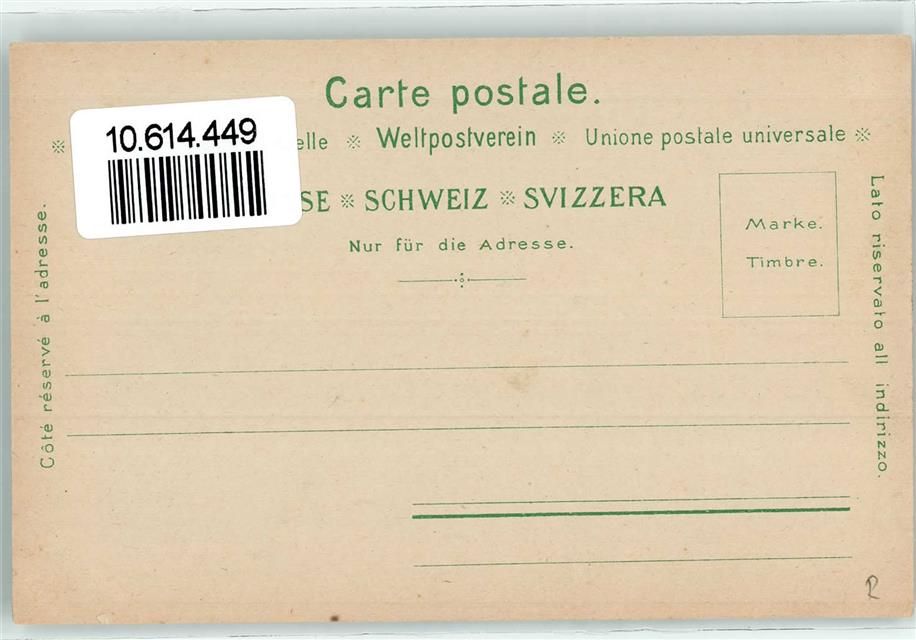 Carte postale.
10.614.449
elle ※ Weltpostverein ※ Unione postale universale ※
SE ※ SCHWEIZ ※ SVIZZERA
Nur für die Adresse.
Marke.
Timbre.
Côté réservé à l'adresse.
Lato riservato all indirizzo.
R